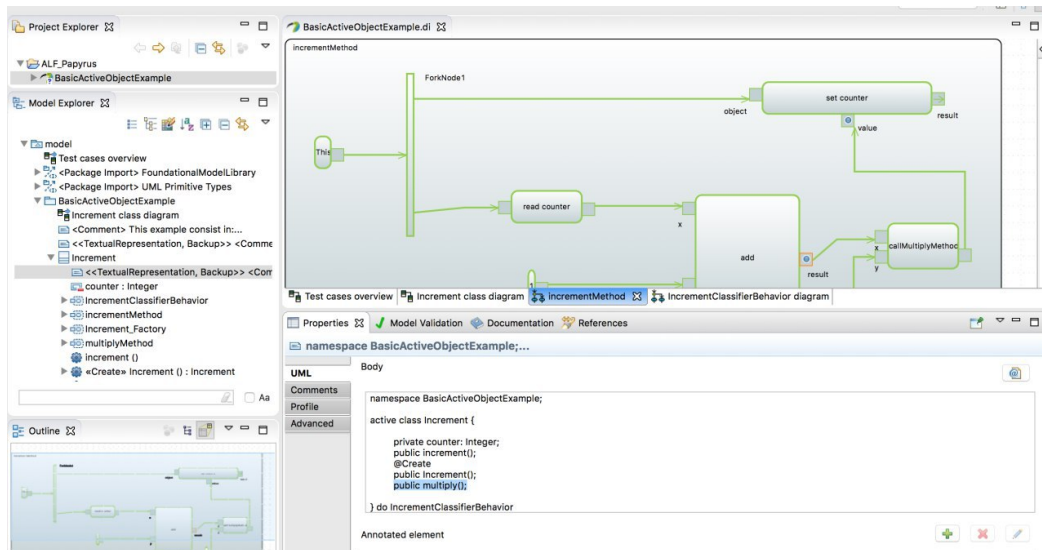 Project Explorer
ALF_Papyrus
BasicActiveObjectExample
Model Explorer
model
Test cases overview
<Package Import> FoundationalModelLibrary
<Package Import> UML Primitive Types
BasicActiveObjectExample
Increment class diagram
<Comment> This example consist in:...
<<TextualRepresentation, Backup>> <Comme
Increment
<<TextualRepresentation, Backup>> <Com
counter : Integer
IncrementClassifierBehavior
incrementMethod
Increment_Factory
multiplyMethod
increment ()
«Create» Increment () : Increment
Aa
Outline
BasicActiveObjectExample.di
incrementMethod
ForkNode1
set counter
object
result
value
This
read counter
x
add
result
callMultiplyMethod
x
y
1
Test cases overview
Increment class diagram
incrementMethod
IncrementClassifierBehavior diagram
Properties
Model Validation
Documentation
References
namespace BasicActiveObjectExample;...
UML
Comments
Profile
Advanced
Body
namespace BasicActiveObjectExample;
active class Increment {
private counter: Integer;
public increment();
@Create
public Increment();
public multiply();
} do IncrementClassifierBehavior
Annotated element